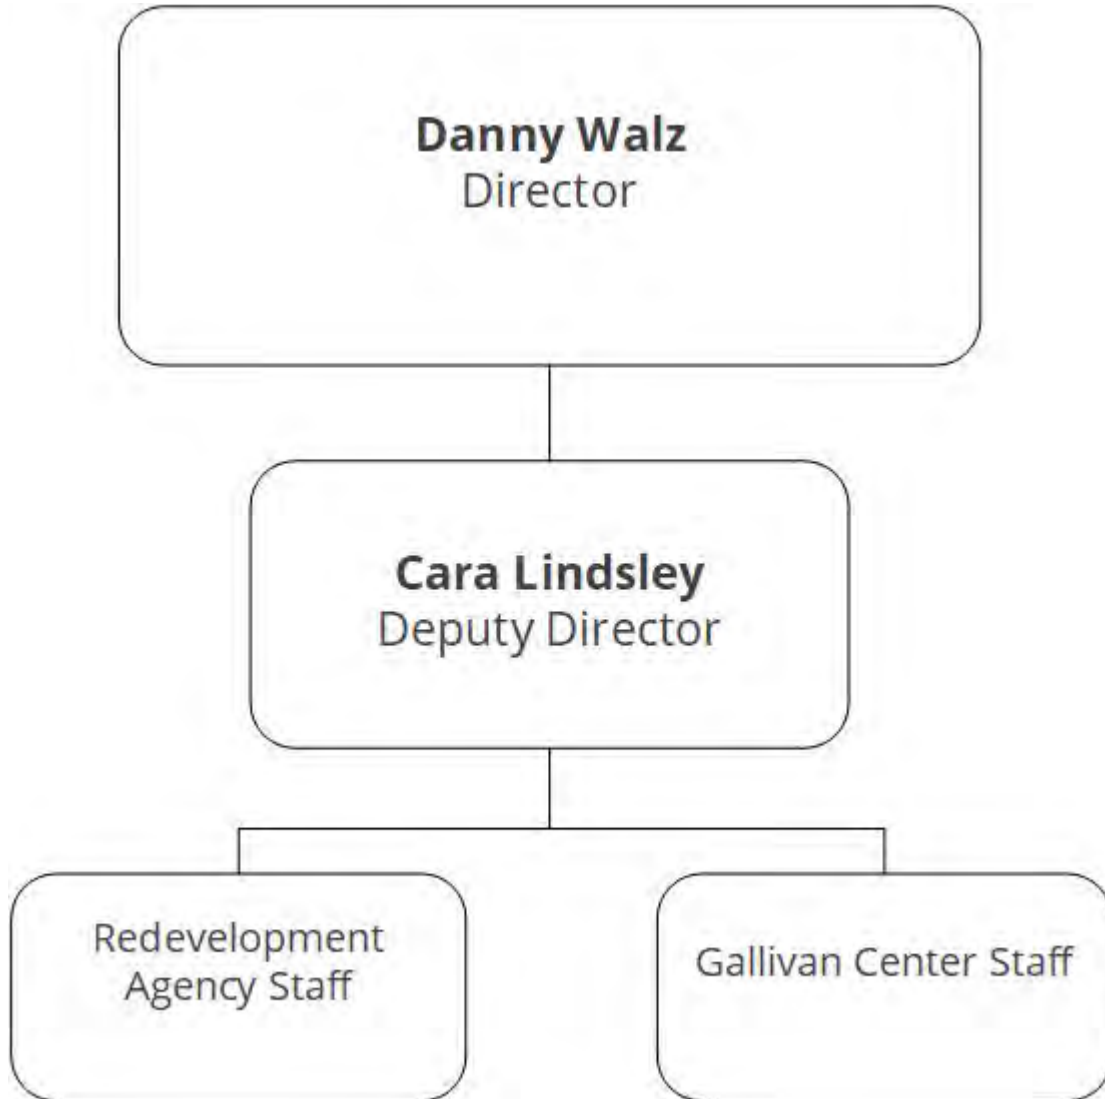 Danny Walz
Director
Cara Lindsley
Deputy Director
Redevelopment
Agency Staff
Gallivan Center Staff